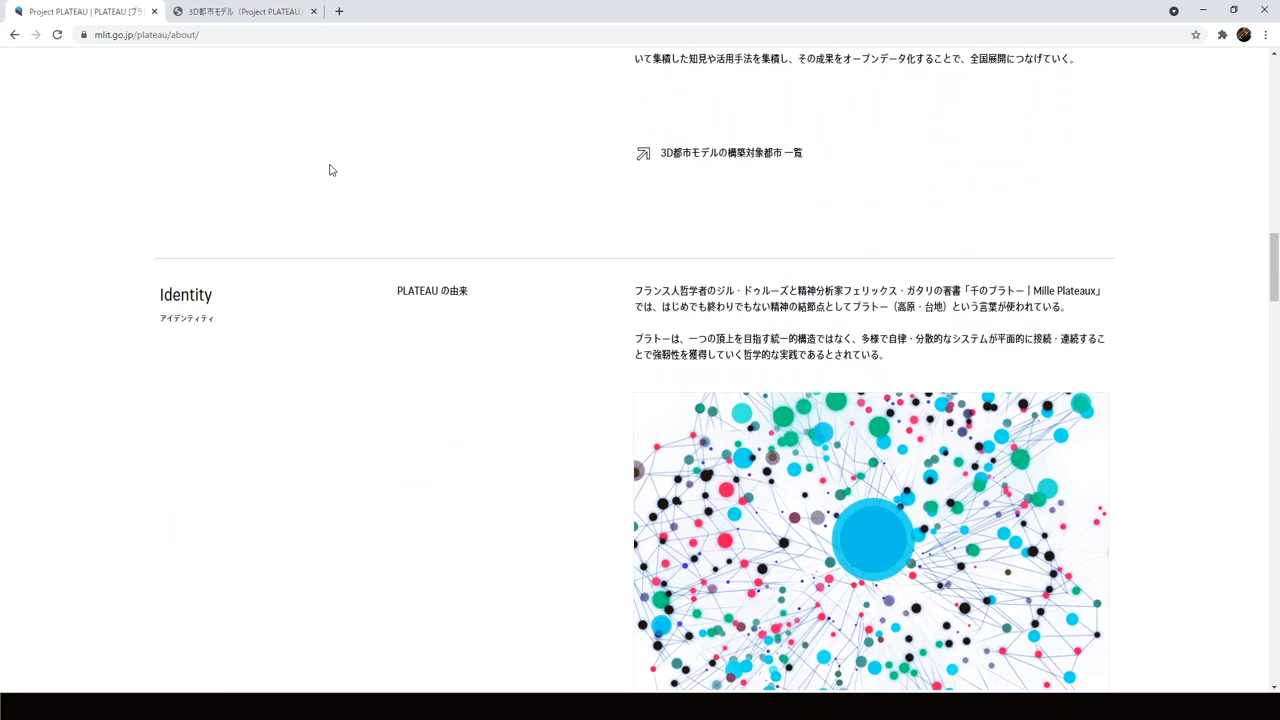 Project PLATEAU | PLATEAU [プラ
3D都市モデル（Project PLATEAU）
mlit.go.jp/plateau/about/
いて集積した知見や活用手法を集積し、その成果をオープンデータ化することで、全国展開につなげていく。
3D都市モデルの構築対象都市 一覧
Identity
アイデンティティ
PLATEAU の由来
フランス人哲学者のジル・ドゥルーズと精神分析家フェリックス・ガタリの著書「千のプラトー | Mille Plateaux」
では、はじめでも終わりでもない精神の結節点としてプラトー（高原・台地）という言葉が使われている。
プラトーは、一つの頂上を目指す統一的構造ではなく、多様で自律・分散的なシステムが平面的に接続・連続するこ
とで強靭性を獲得していく哲学的な実践であるとされている。